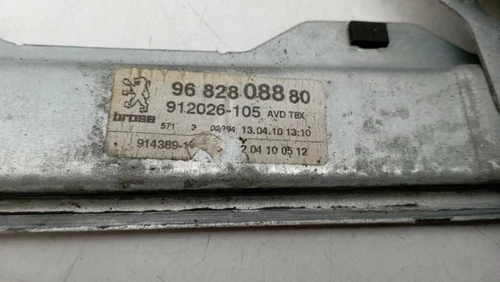 96 828 088 80
brose 912026-105 AVD T8X
571 3 02394 13.04.10 13:10
914389-1 2 04 10 05 12